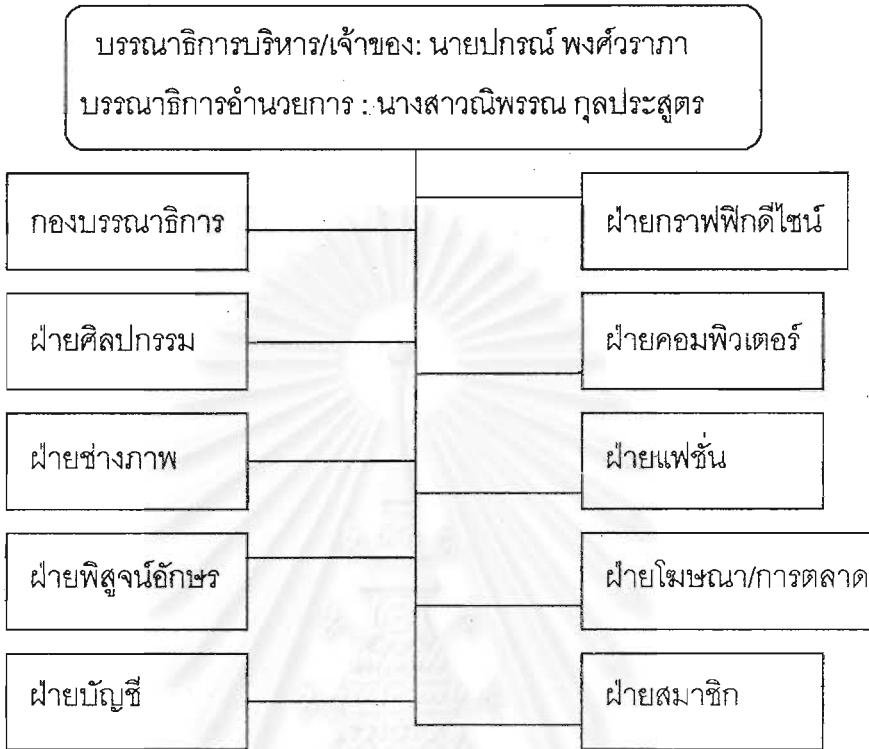 บรรณาธิการบริหาร/เจ้าของ: นายปกรณ์ พงศ์วราภา
บรรณาธิการอำนวยการ : นางสาวณิพรรณ กุลประสูตร
กองบรรณาธิการ
ฝ่ายกราฟฟิกดีไซน์
ฝ่ายศิลปกรรม
ฝ่ายคอมพิวเตอร์
ฝ่ายช่างภาพ
ฝ่ายแฟชั่น
ฝ่ายพิสูจน์อักษร
ฝ่ายโฆษณา/การตลาด
ฝ่ายบัญชี
ฝ่ายสมาชิก